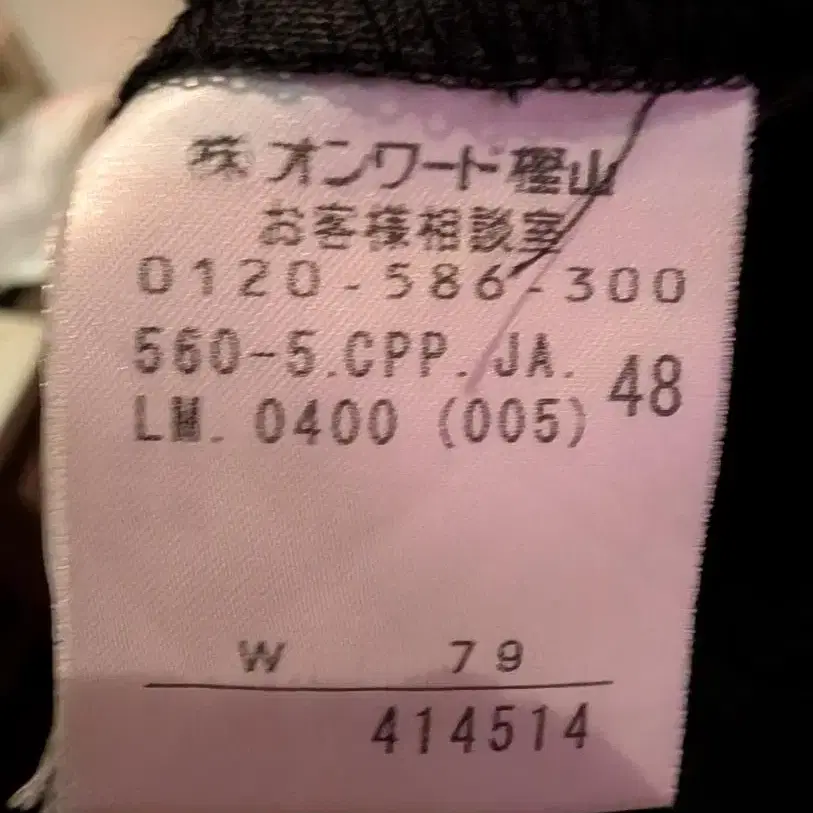 ㈱オンワード樫山
お客様相談室
0120-586-300
560-5.CPP.JA. 48
LM. 0400 (005)
W 79
414514